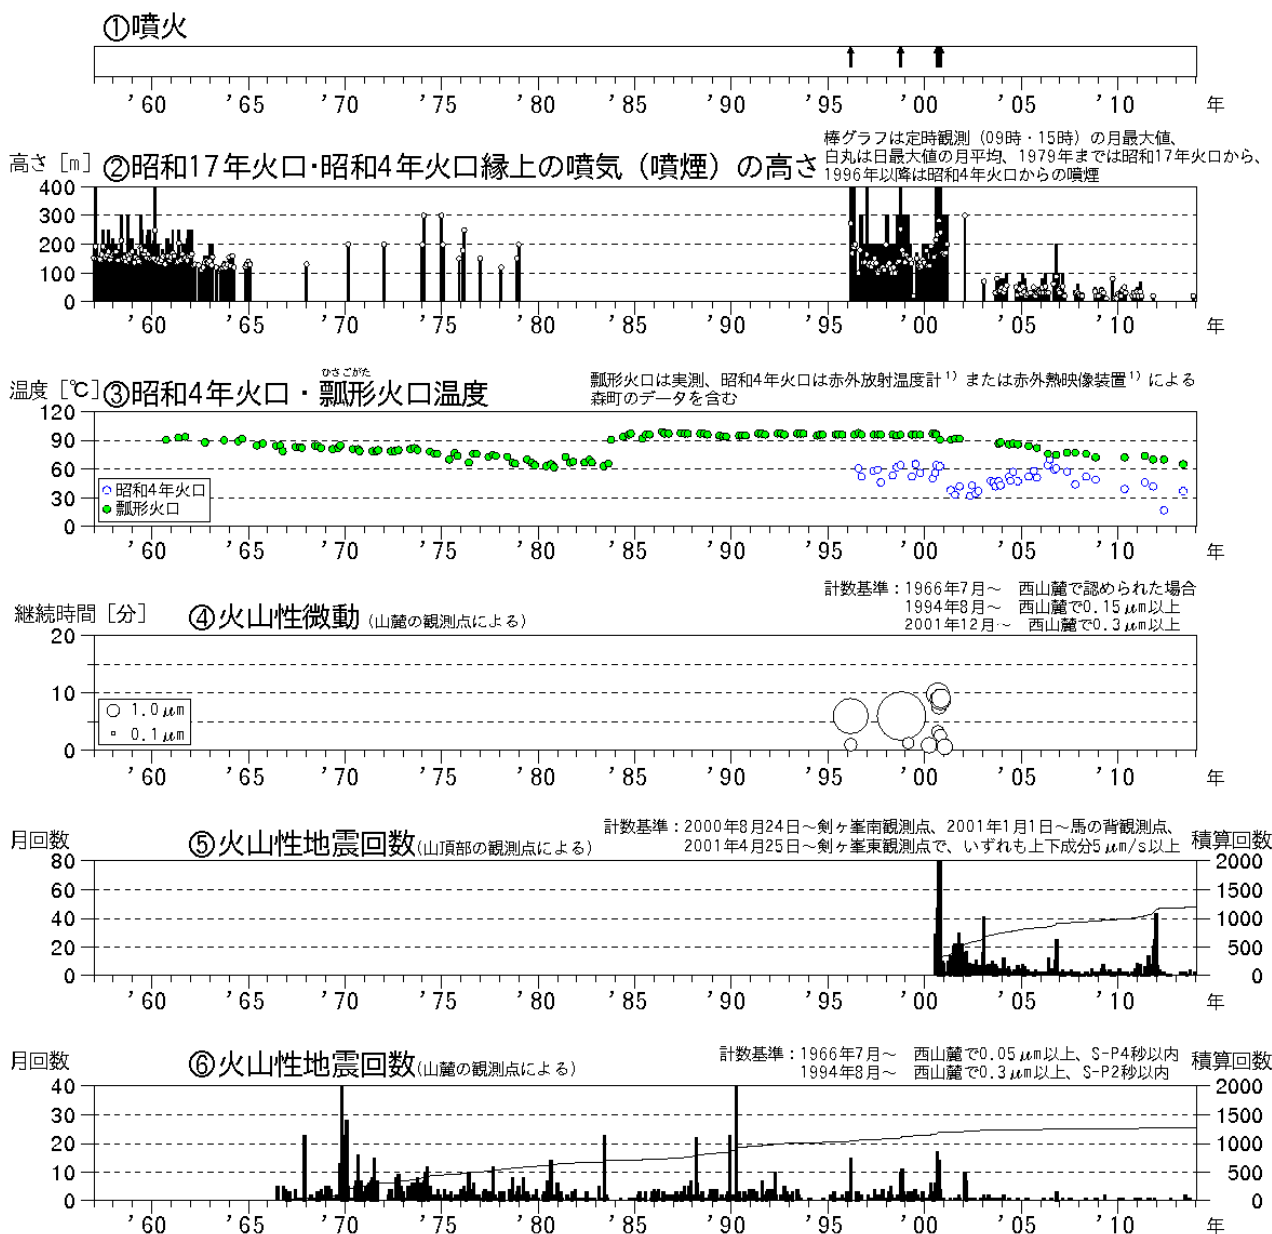 ①噴火
'60 '65 '70 '75 '80 '85 '90 '95 '00 '05 '10 年
棒グラフは定時観測（09時・15時）の月最大値、
白丸は日最大値の月平均、1979年までは昭和17年火口から、
1996年以降は昭和4年火口からの噴煙
高さ［m］ ②昭和17年火口・昭和4年火口縁上の噴気（噴煙）の高さ
400
300
200
100
0
'60 '65 '70 '75 '80 '85 '90 '95 '00 '05 '10 年
ひさごがた
温度［℃］ ③昭和4年火口・瓢形火口温度
瓢形火口は実測、昭和4年火口は赤外放射温度計1) または赤外熱映像装置1) による
森町のデータを含む
120
90
60
30
0
昭和4年火口
瓢形火口
'60 '65 '70 '75 '80 '85 '90 '95 '00 '05 '10 年
計数基準：1966年7月～ 西山麓で認められた場合
1994年8月～ 西山麓で0.15μm以上
2001年12月～ 西山麓で0.3μm以上
継続時間［分］ ④火山性微動（山麓の観測点による）
20
10
0
1.0μm
0.1μm
'60 '65 '70 '75 '80 '85 '90 '95 '00 '05 '10 年
月回数 ⑤火山性地震回数(山頂部の観測点による)
計数基準：2000年8月24日～剣ヶ峯南観測点、2001年1月1日～馬の背観測点、
2001年4月25日～剣ヶ峯東観測点で、いずれも上下成分5μm/s以上
積算回数
80 2000
60 1500
40 1000
20 500
0 0
'60 '65 '70 '75 '80 '85 '90 '95 '00 '05 '10 年
月回数 ⑥火山性地震回数(山麓の観測点による)
計数基準：1966年7月～ 西山麓で0.05μm以上、S-P4秒以内
1994年8月～ 西山麓で0.3μm以上、S-P2秒以内
積算回数
40 2000
30 1500
20 1000
10 500
0 0
'60 '65 '70 '75 '80 '85 '90 '95 '00 '05 '10 年